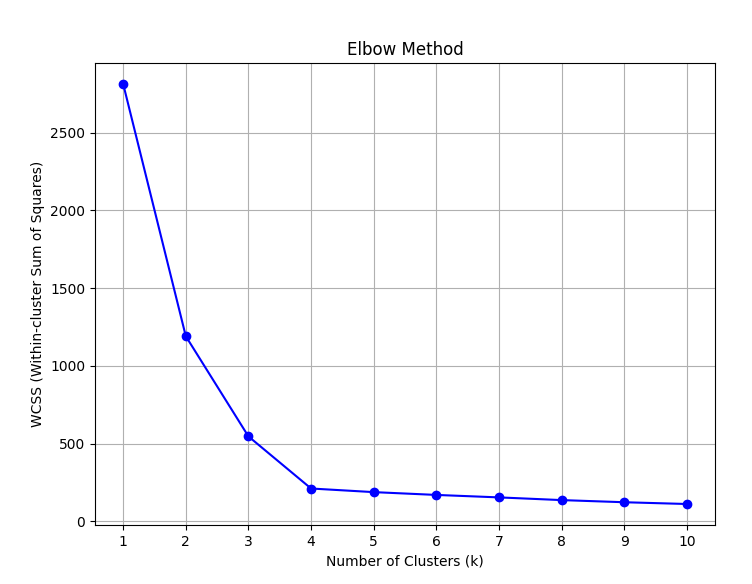 Elbow Method
WCSS (Within-cluster Sum of Squares)
2500
2000
1500
1000
500
0
1 2 3 4 5 6 7 8 9 10
Number of Clusters (k)